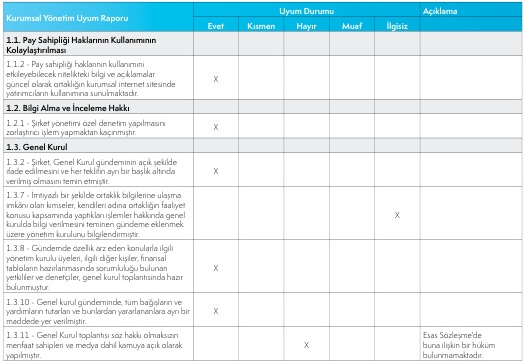 Kurumsal Yönetim Uyum Raporu
Uyum Durumu
Açıklama
Evet Kısmen Hayır Muaf İlgisiz
1.1. Pay Sahipliği Haklarının Kullanımının
Kolaylaştırılması
1.1.2 - Pay sahipliği haklarının kullanımını
etkileyebilecek nitelikteki bilgi ve açıklamalar
güncel olarak ortaklığın kurumsal internet sitesinde
yatırımcıların kullanımına sunulmaktadır.
X
1.2. Bilgi Alma ve İnceleme Hakkı
1.2.1 - Şirket yönetimi özel denetim yapılmasını
zorlaştırıcı işlem yapmaktan kaçınmıştır.
X
1.3. Genel Kurul
1.3.2 - Şirket, Genel Kurul gündeminin açık şekilde
ifade edilmesini ve her teklifin ayrı bir başlık altında
verilmiş olmasını temin etmiştir.
X
1.3.7 - İmtiyazlı bir şekilde ortaklık bilgilerine ulaşma
imkânı olan kimseler, kendileri adına ortaklığın faaliyet
konusu kapsamında yaptıkları işlemler hakkında genel
kurulda bilgi verilmesini teminen gündeme eklenmek
üzere yönetim kurulunu bilgilendirmiştir.
X
1.3.8 - Gündemde özellik arz eden konularla ilgili
yönetim kurulu üyeleri, ilgili diğer kişiler, finansal
tabloların hazırlanmasında sorumluluğu bulunan
yetkililer ve denetçiler, genel kurul toplantısında hazır
bulunmuştur.
X
1.3.10 - Genel kurul gündeminde, tüm bağışların ve
yardımların tutarları ve bunlardan yararlananlara ayrı bir
maddede yer verilmiştir.
X
1.3.11 - Genel Kurul toplantısı söz hakkı olmaksızın
menfaat sahipleri ve medya dahil kamuya açık olarak
yapılmıştır.
X
Esas Sözleşme'de
buna ilişkin bir hüküm
bulunmamaktadır.